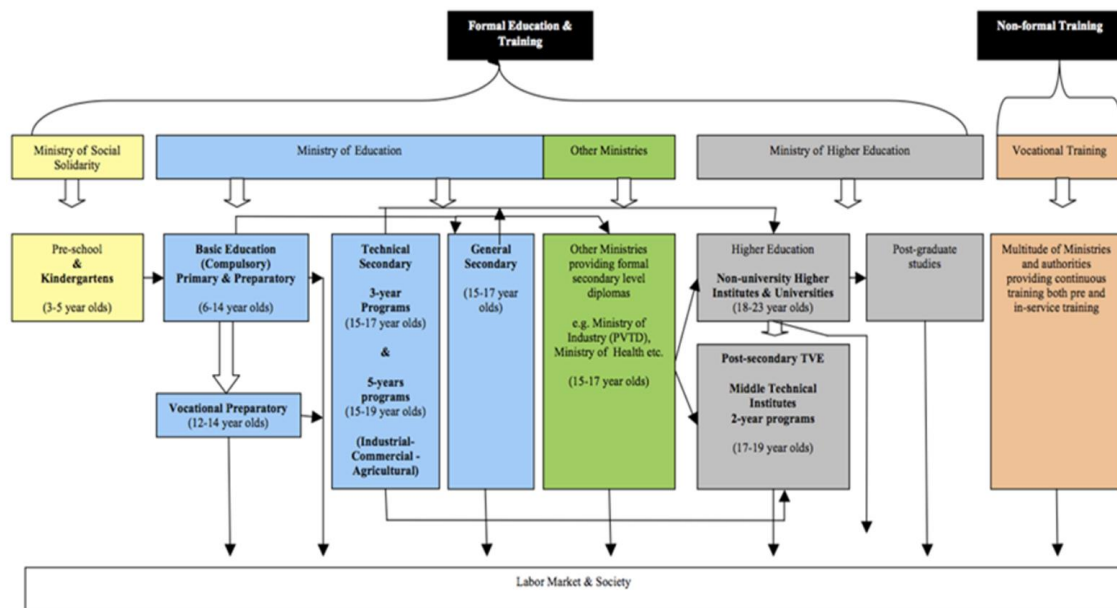 Formal Education &
Training
Non-formal Training
Ministry of Social
Solidarity
Ministry of Education
Other Ministries
Ministry of Higher Education
Vocational Training
Pre-school
&
Kindergartens
(3-5 year olds)
Basic Education
(Compulsory)
Primary & Preparatory
(6-14 year olds)
Vocational Preparatory
(12-14 year olds)
Technical
Secondary
3-year
Programs
(15-17 year olds)
&
5-years
programs
(15-19 year olds)
(Industrial-
Commercial -
Agricultural)
General
Secondary
(15-17 year
olds)
Other Ministries
providing formal
secondary level
diplomas
e.g. Ministry of
Industry (PVTD),
Ministry of Health etc.
(15-17 year olds)
Higher Education
Non-university Higher
Institutes & Universities
(18-23 year olds)
Post-secondary TVE
Middle Technical
Institutes
2-year programs
(17-19 year olds)
Post-graduate
studies
Multitude of Ministries
and authorities
providing continuous
training both pre and
in-service training
Labor Market & Society